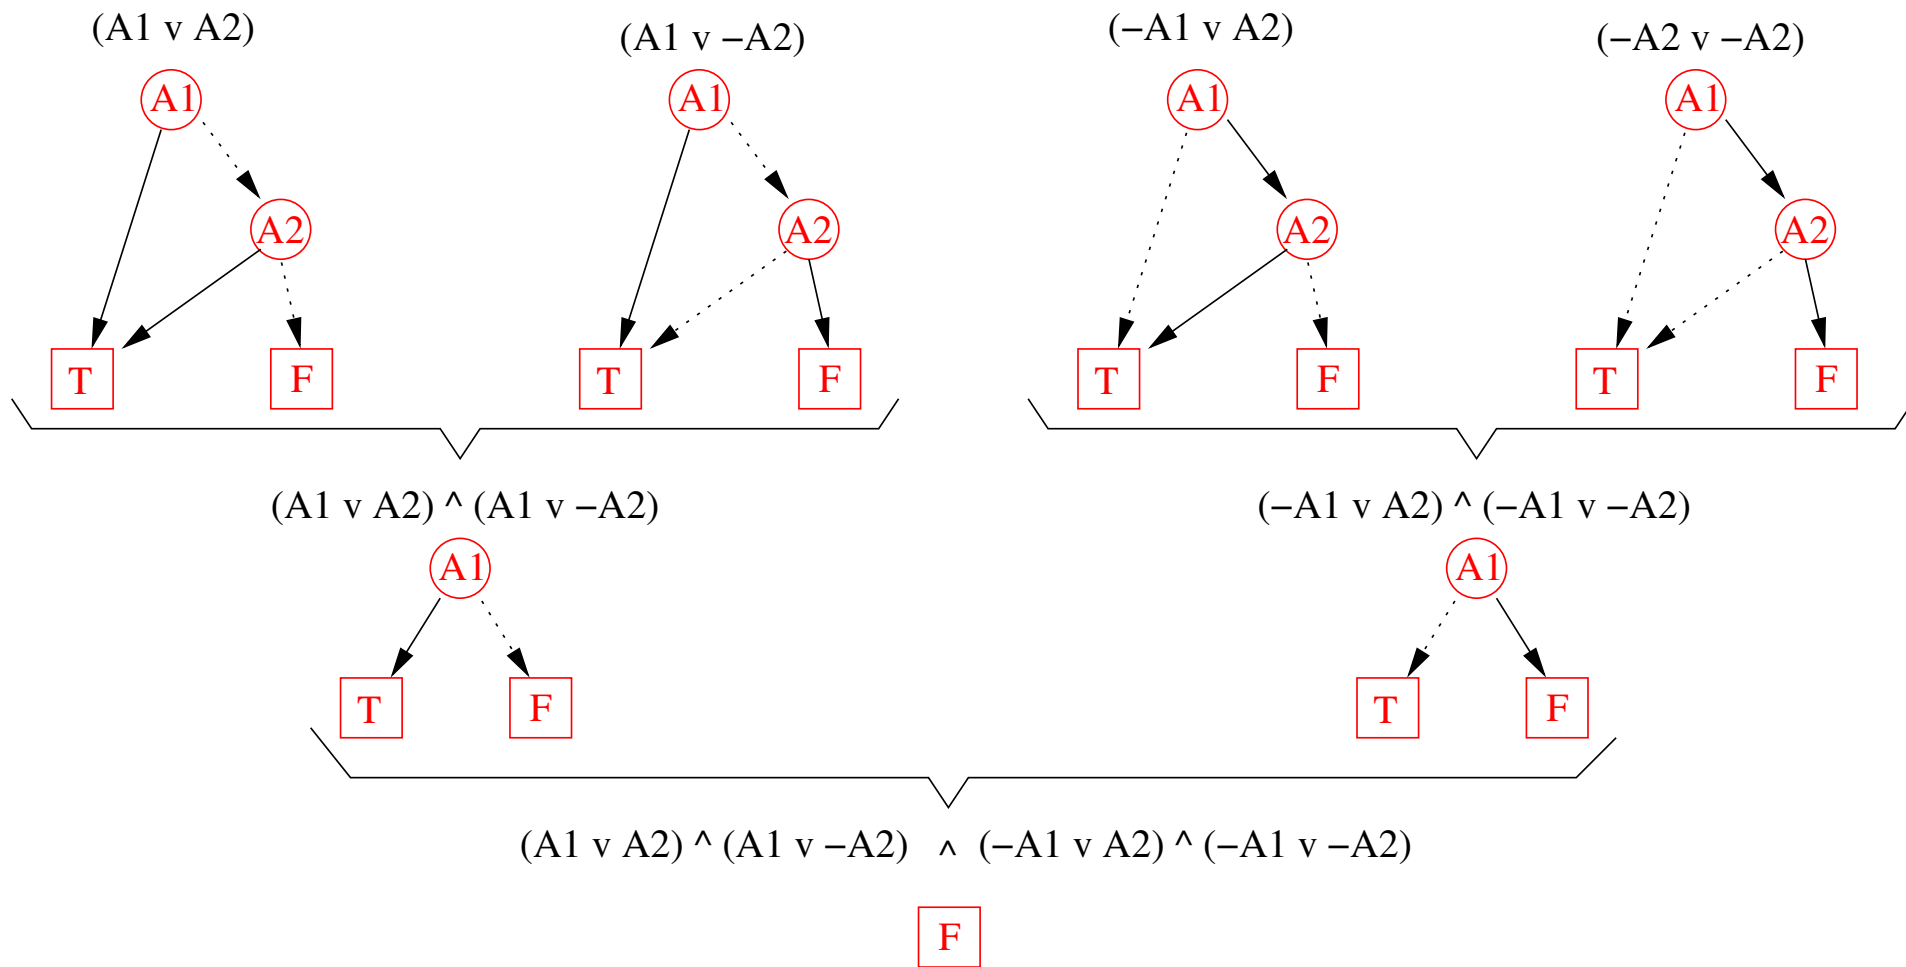 (A1 v A2) (A1 v −A2) (−A1 v A2) (−A2 v −A2)
A1 A1 A1 A1
A2 A2 A2 A2
T F T F T F T F
(A1 v A2) ^ (A1 v −A2) (−A1 v A2) ^ (−A1 v −A2)
A1 A1
T F T F
(A1 v A2) ^ (A1 v −A2) ^ (−A1 v A2) ^ (−A1 v −A2)
F